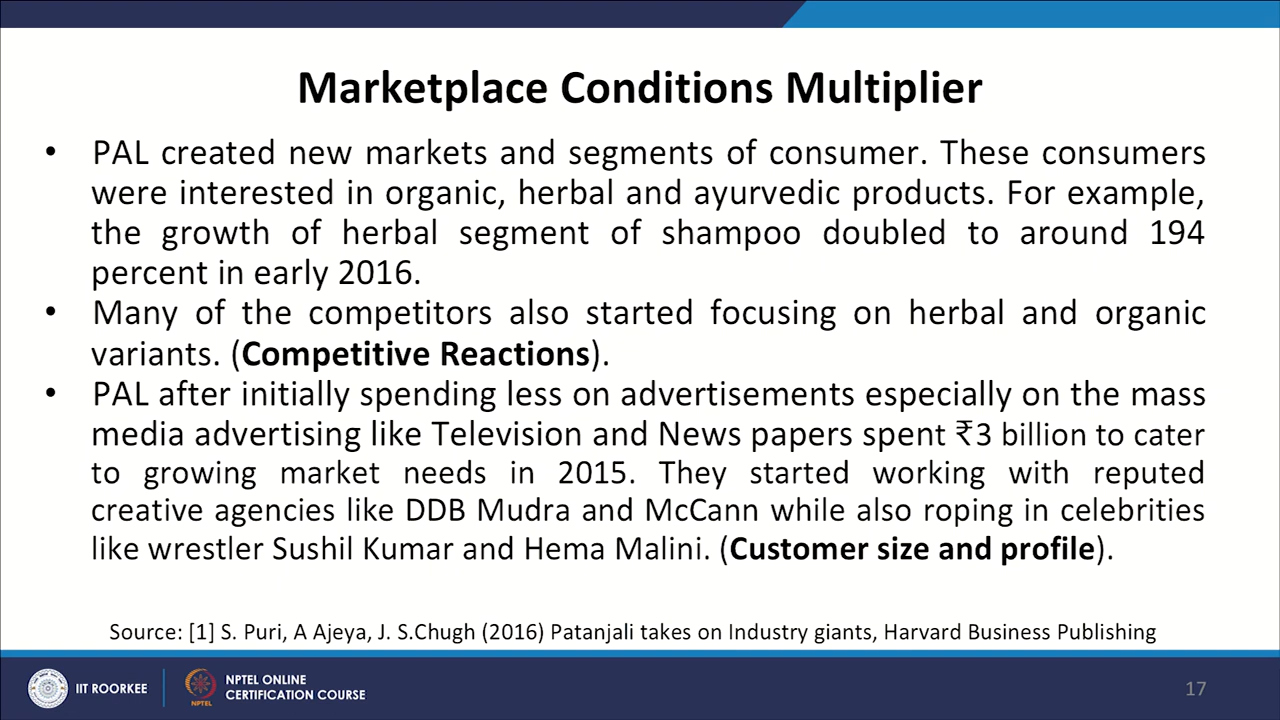 Marketplace Conditions Multiplier
• PAL created new markets and segments of consumer. These consumers
were interested in organic, herbal and ayurvedic products. For example,
the growth of herbal segment of shampoo doubled to around 194
percent in early 2016.
• Many of the competitors also started focusing on herbal and organic
variants. (Competitive Reactions).
• PAL after initially spending less on advertisements especially on the mass
media advertising like Television and News papers spent ₹3 billion to cater
to growing market needs in 2015. They started working with reputed
creative agencies like DDB Mudra and McCann while also roping in celebrities
like wrestler Sushil Kumar and Hema Malini. (Customer size and profile).
Source: [1] S. Puri, A Ajeya, J. S.Chugh (2016) Patanjali takes on Industry giants, Harvard Business Publishing
IIT ROORKEE
NPTEL
NPTEL ONLINE
CERTIFICATION COURSE
17